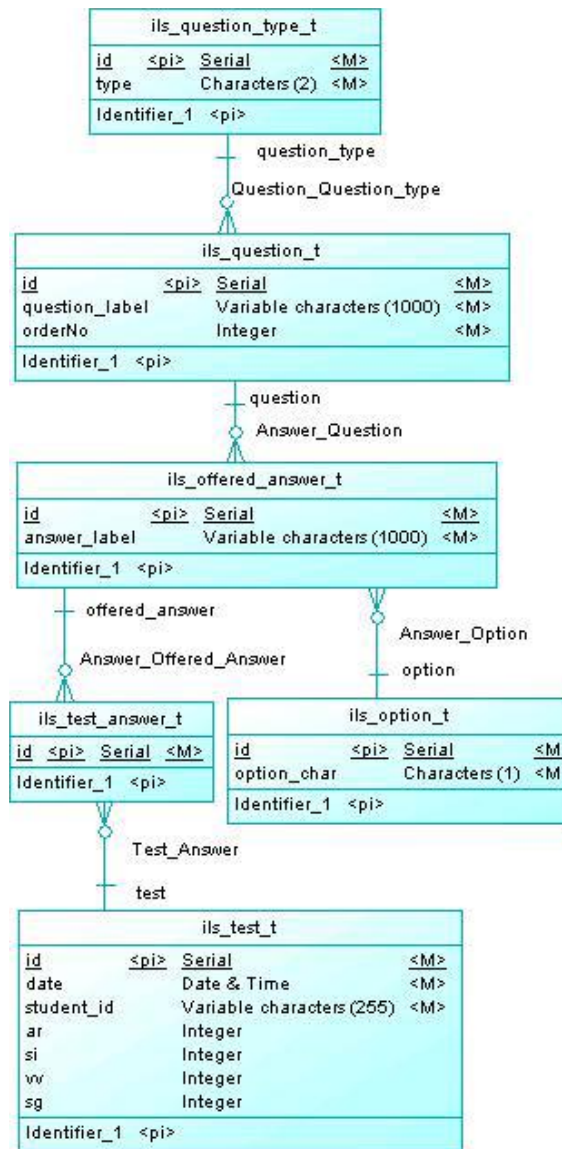 ils_question_type_t
id <pi> Serial <M>
type Characters (2) <M>
Identifier_1 <pi>
question_type
Question_Question_type
ils_question_t
id <pi> Serial <M>
question_label Variable characters (1000) <M>
orderNo Integer <M>
Identifier_1 <pi>
question
Answer_Question
ils_offered_answer_t
id <pi> Serial <M>
answer_label Variable characters (1000) <M>
Identifier_1 <pi>
offered_answer
Answer_Option
Answer_Offered_Answer
option
ils_test_answer_t
id <pi> Serial <M>
Identifier_1 <pi>
ils_option_t
id <pi> Serial <M
option_char Characters (1) <M
Identifier_1 <pi>
Test_Answer
test
ils_test_t
id <pi> Serial <M>
date Date & Time <M>
student_id Variable characters (255) <M>
ar Integer
si Integer
vv Integer
sg Integer
Identifier_1 <pi>